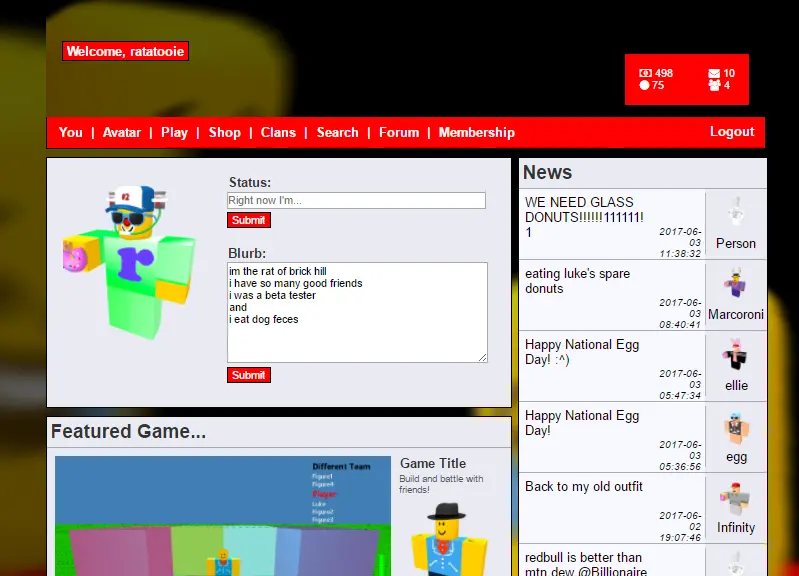 Welcome, ratatooie
498
10
75
4
You | Avatar | Play | Shop | Clans | Search | Forum | Membership
Logout
#2
r
Status:
Right now I'm...
Submit
Blurb:
im the rat of brick hill
i have so many good friends
i was a beta tester
and
i eat dog feces
Submit
Featured Game...
Different Team
Figure1
Figure4
Player
Luke
Figure2
Figure3
Game Title
Build and battle with
friends!
News
WE NEED GLASS
DONUTS!!!!!!111111!
1
2017-06-
03
11:38:32
Person
eating luke's spare
donuts
2017-06-
03
08:40:41
Marcoroni
Happy National Egg
Day! :^)
2017-06-
03
05:47:34
ellie
Happy National Egg
Day!
2017-06-
03
05:36:56
egg
Back to my old outfit
2017-06-
02
19:07:46
Infinity
redbull is better than
mtn dew @Billionaire